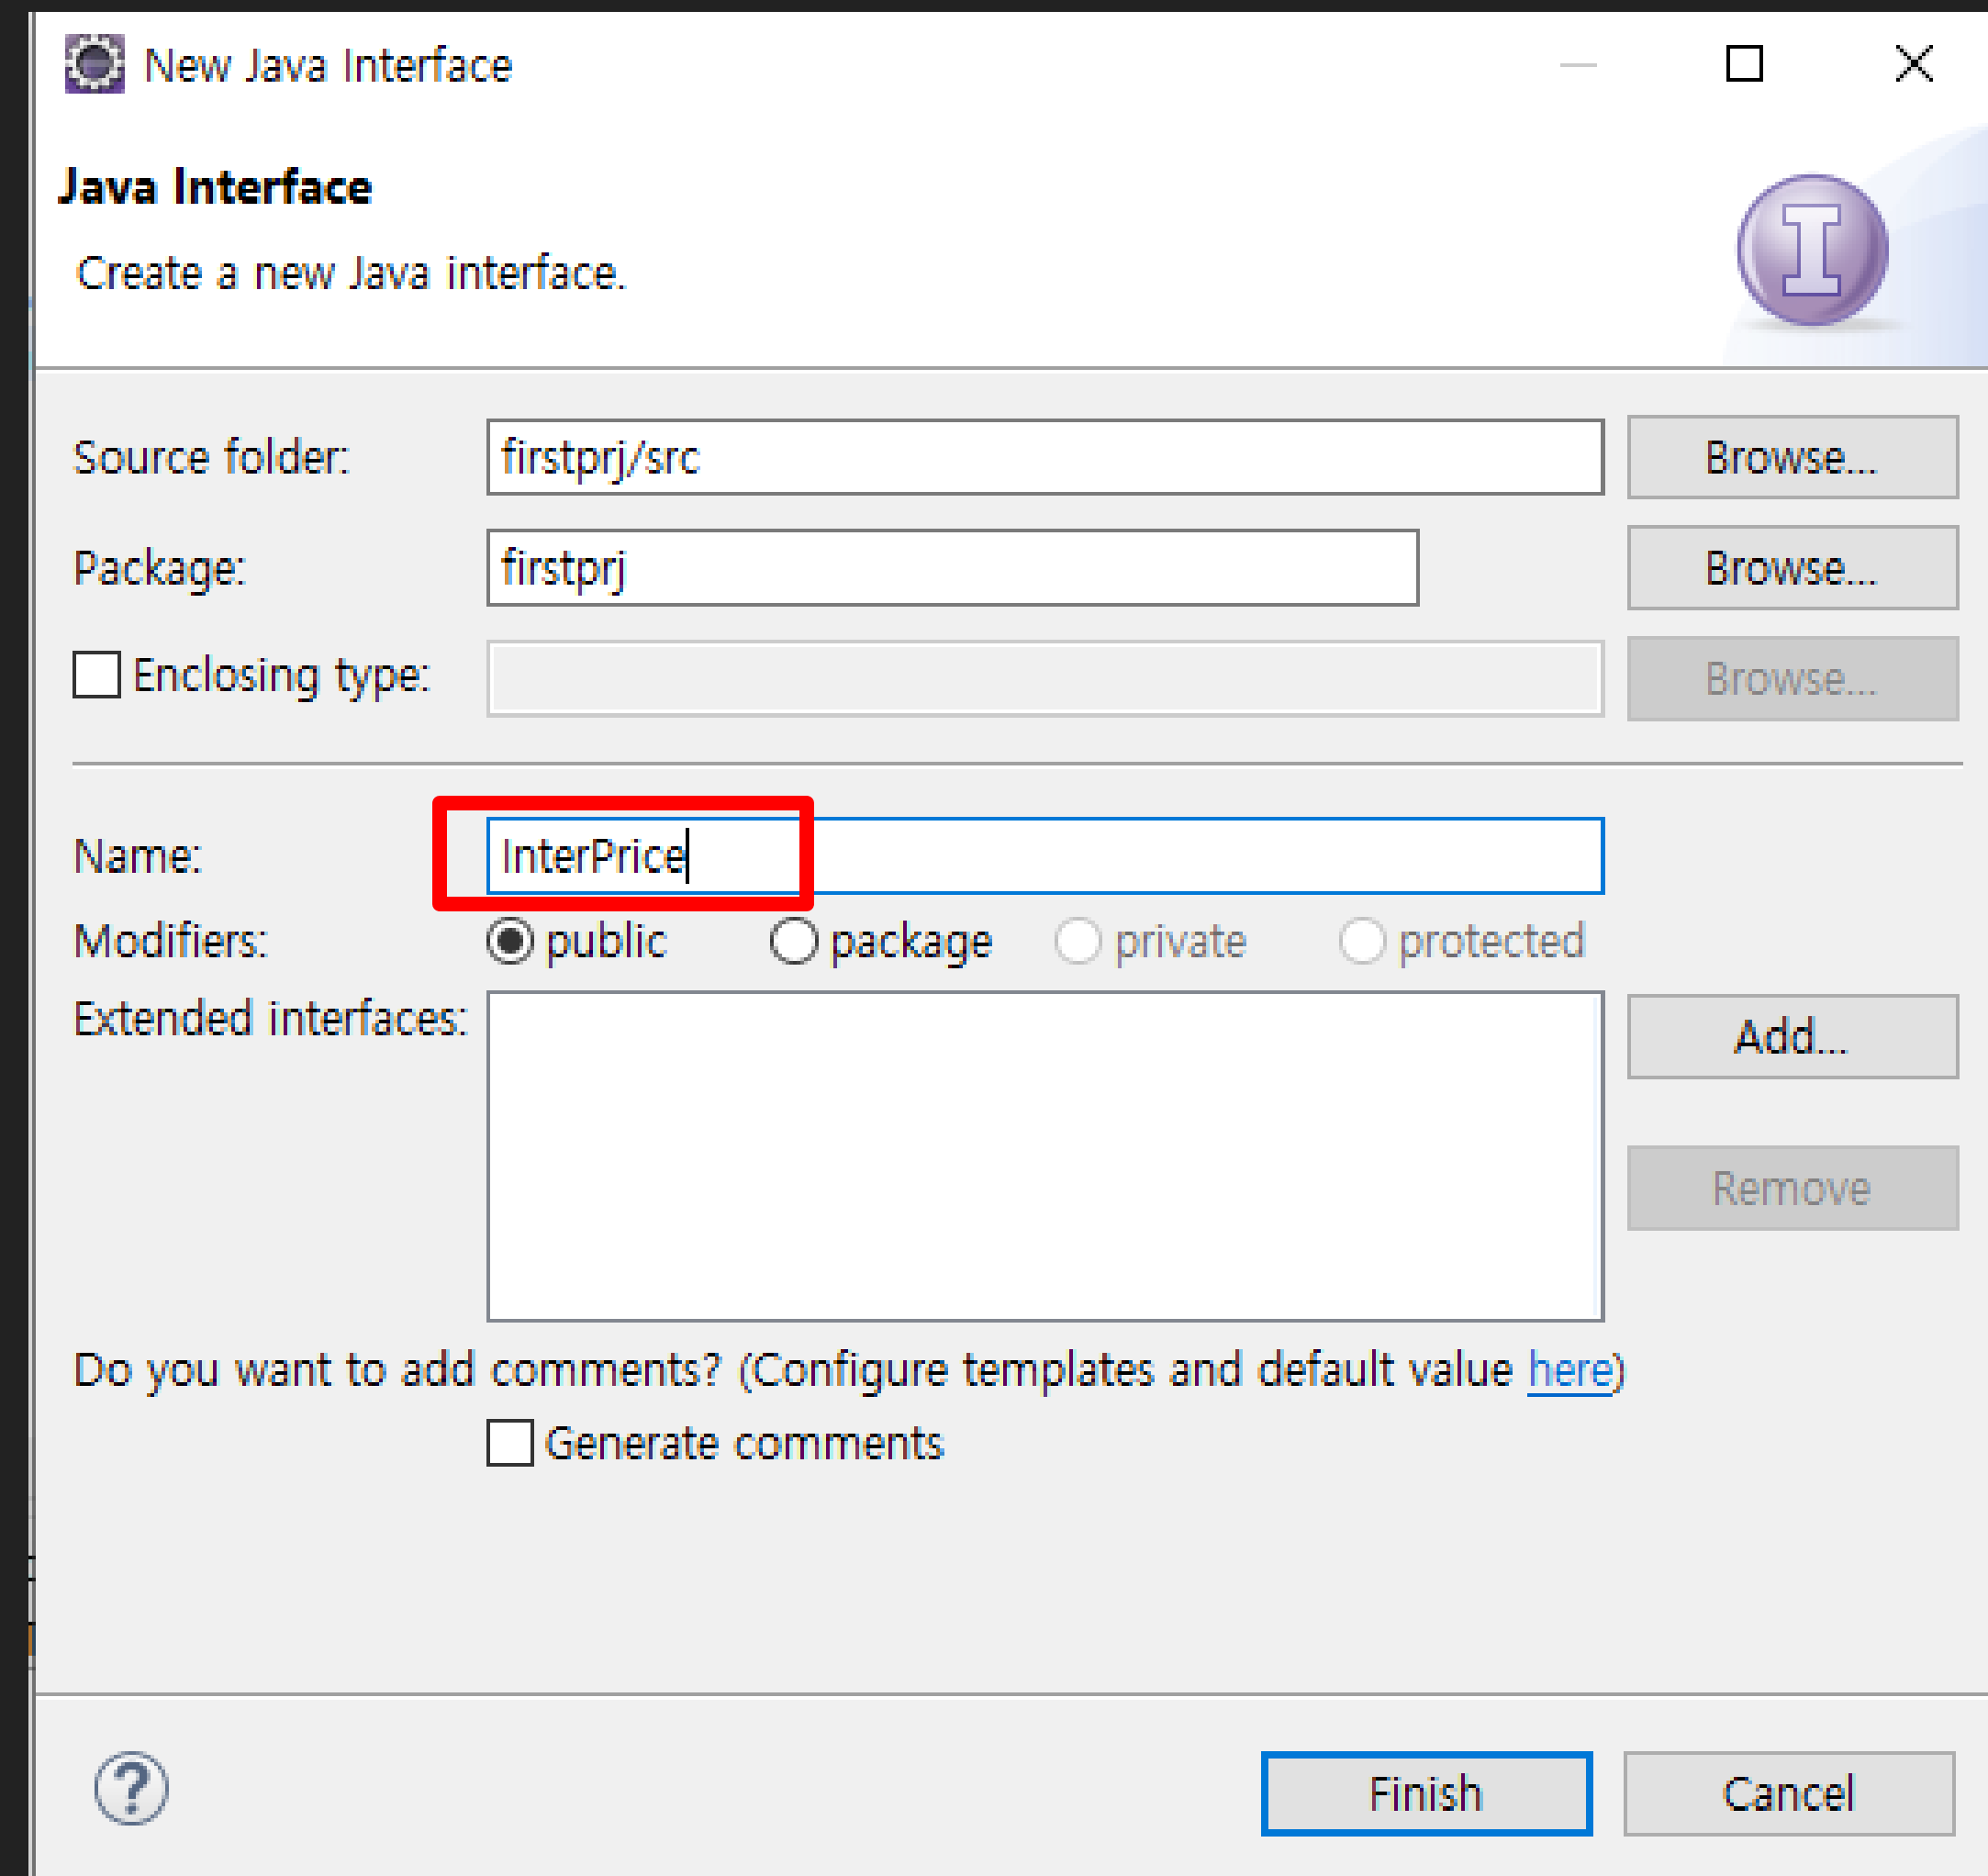 New Java Interface
Java Interface
Create a new Java interface.
Source folder: firstprj/src Browse...
Package: firstprj Browse...
Enclosing type: Browse...
Name: InterPrice
Modifiers: public package private protected
Extended interfaces: Add...
Remove
Do you want to add comments? (Configure templates and default value here)
Generate comments
Finish Cancel